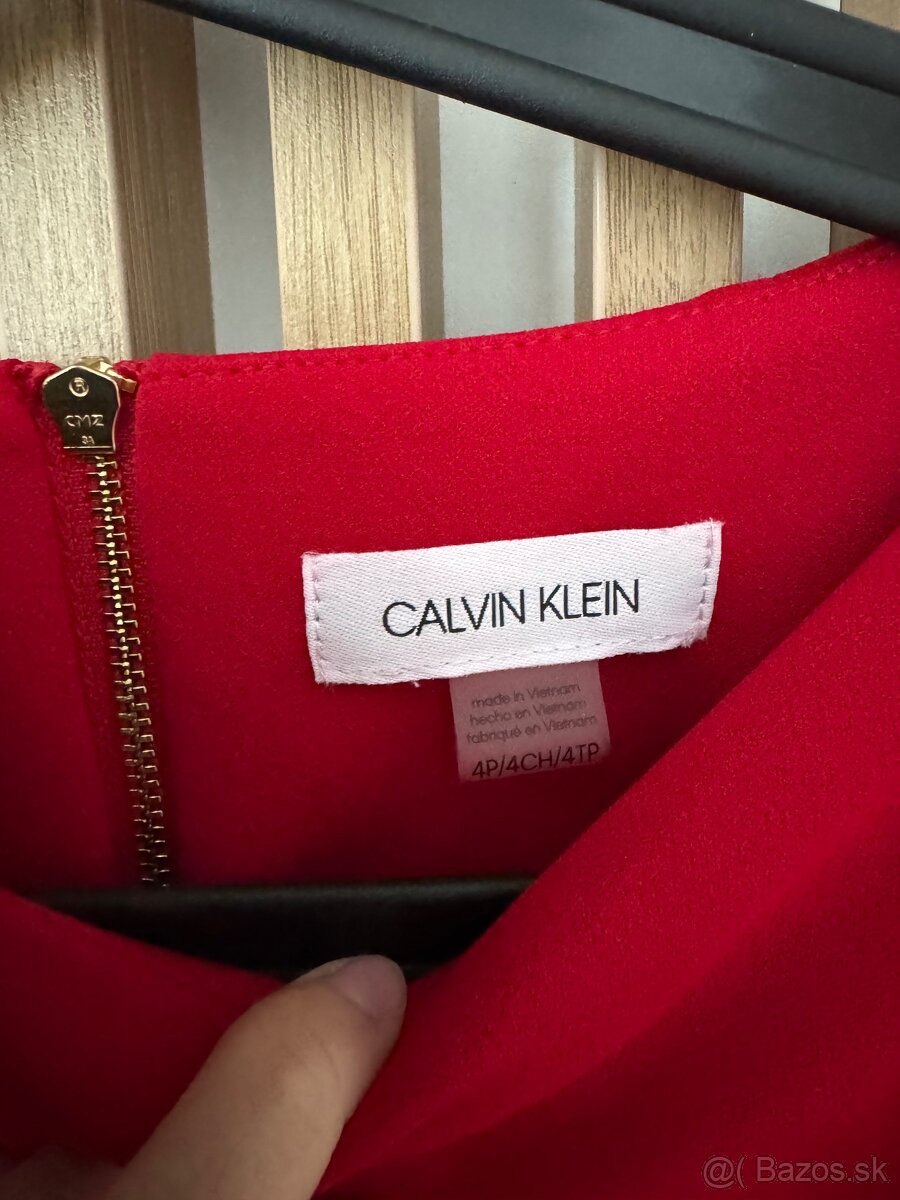 ®
CMZ
CALVIN KLEIN
made in Vietnam
hecho en Vietnam
fabriqué en Vietnam
4P/4CH/4TP
@( Bazos.sk